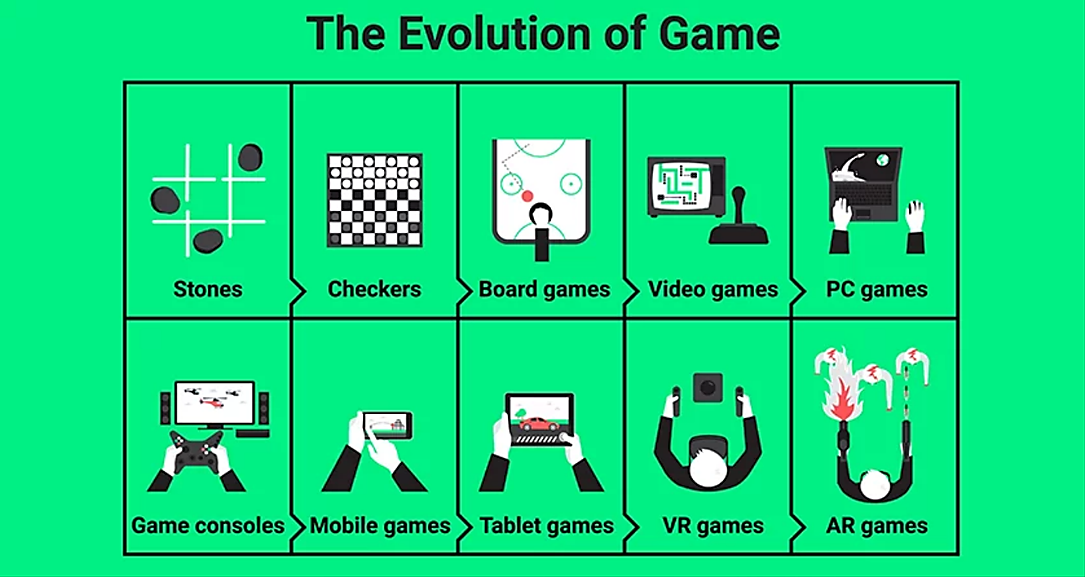 The Evolution of Game
Stones
Checkers
Board games
Video games
PC games
Game consoles
Mobile games
Tablet games
VR games
AR games